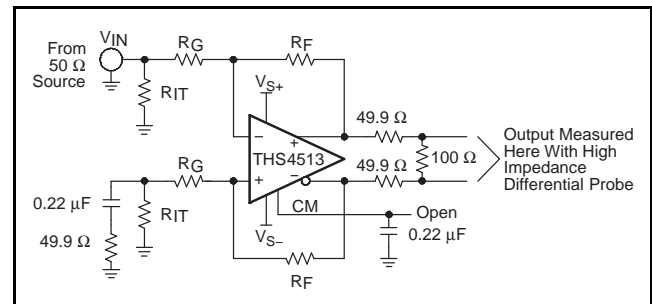 From
50 Ω
Source
VIN
RG
RF
RIT
VS+
49.9 Ω
−
+
THS4513
+
−
49.9 Ω
100 Ω
Output Measured
Here With High
Impedance
Differential Probe
RG
0.22 μF
RIT
49.9 Ω
VS−
CM
Open
0.22 μF
RF